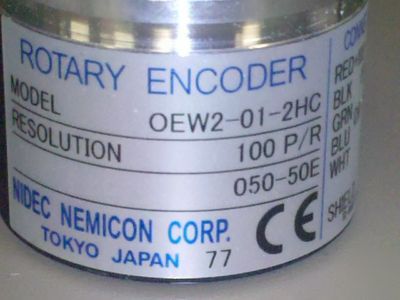 ROTARY ENCODER
MODEL OEW2-01-2HC
RESOLUTION 100 P/R
050-50E
NIDEC NEMICON CORP.
TOKYO JAPAN 77
CE
RED
BLK
GRN
BLU
WHT